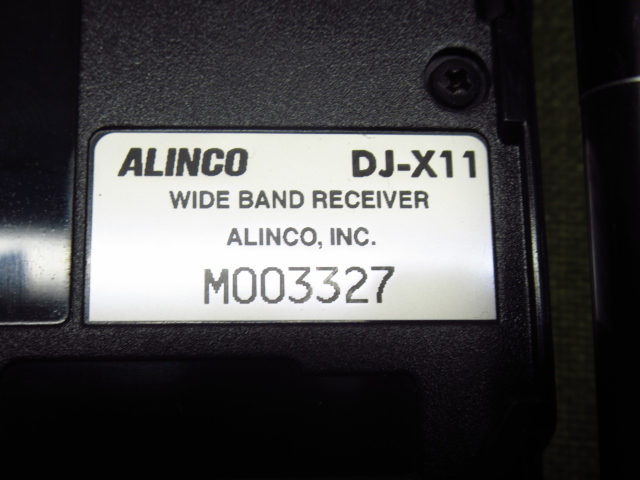 ALINCO DJ-X11
WIDE BAND RECEIVER
ALINCO, INC.
M003327